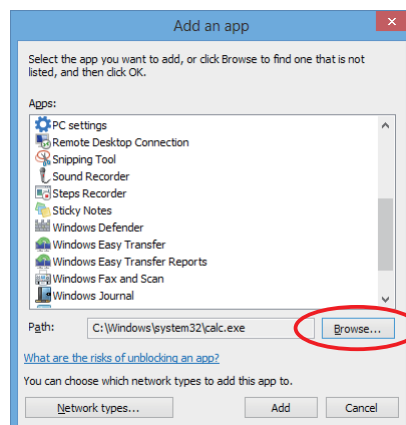 Add an app
Select the app you want to add, or click Browse to find one that is not
listed, and then click OK.
Apps:
PC settings
Remote Desktop Connection
Snipping Tool
Sound Recorder
Steps Recorder
Sticky Notes
Windows Defender
Windows Easy Transfer
Windows Easy Transfer Reports
Windows Fax and Scan
Windows Journal
Path: C:\Windows\system32\calc.exe Browse...
What are the risks of unblocking an app?
You can choose which network types to add this app to.
Network types... Add Cancel